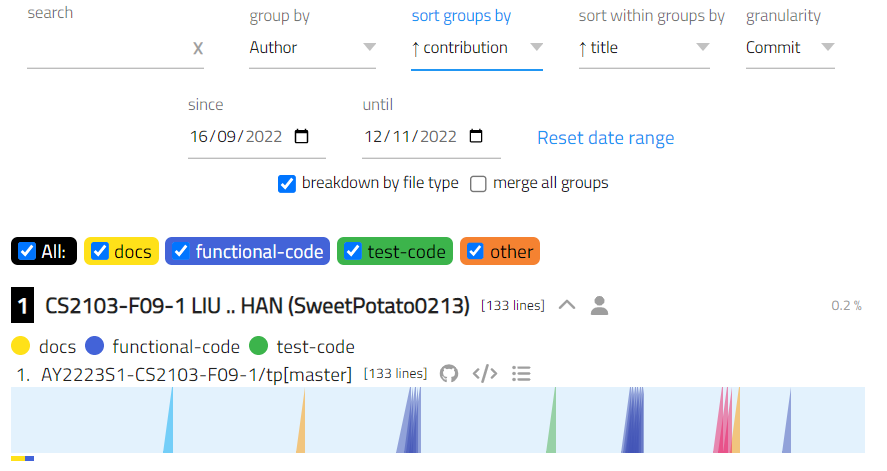 search group by sort groups by sort within groups by granularity
x Author ↑ contribution ↑ title Commit
since until
16/09/2022 12/11/2022 Reset date range
breakdown by file type merge all groups
All: docs functional-code test-code other
1 CS2103-F09-1 LIU .. HAN (SweetPotato0213) [133 lines] 0.2 %
docs functional-code test-code
1. AY2223S1-CS2103-F09-1/tp[master] [133 lines] </>